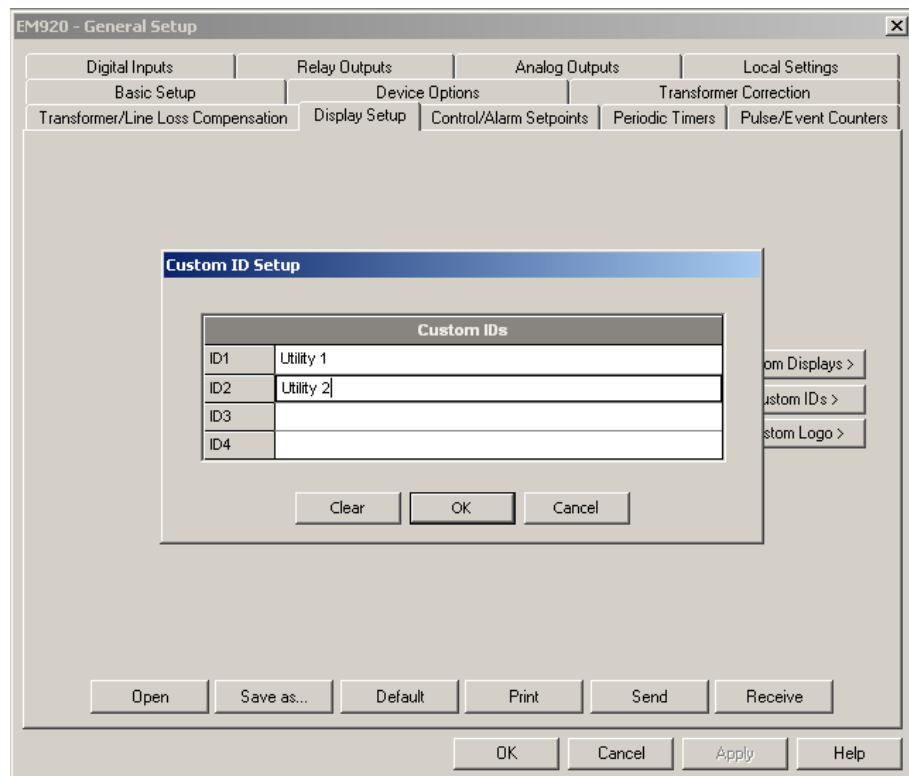 EM920 - General Setup
Digital Inputs Relay Outputs Analog Outputs Local Settings
Basic Setup Device Options Transformer Correction
Transformer/Line Loss Compensation Display Setup Control/Alarm Setpoints Periodic Timers Pulse/Event Counters
Custom ID Setup
Custom IDs
ID1 Utility 1
ID2 Utility 2
ID3
ID4
om Displays >
ustom IDs >
stom Logo >
Clear OK Cancel
Open Save as... Default Print Send Receive
OK Cancel Apply Help